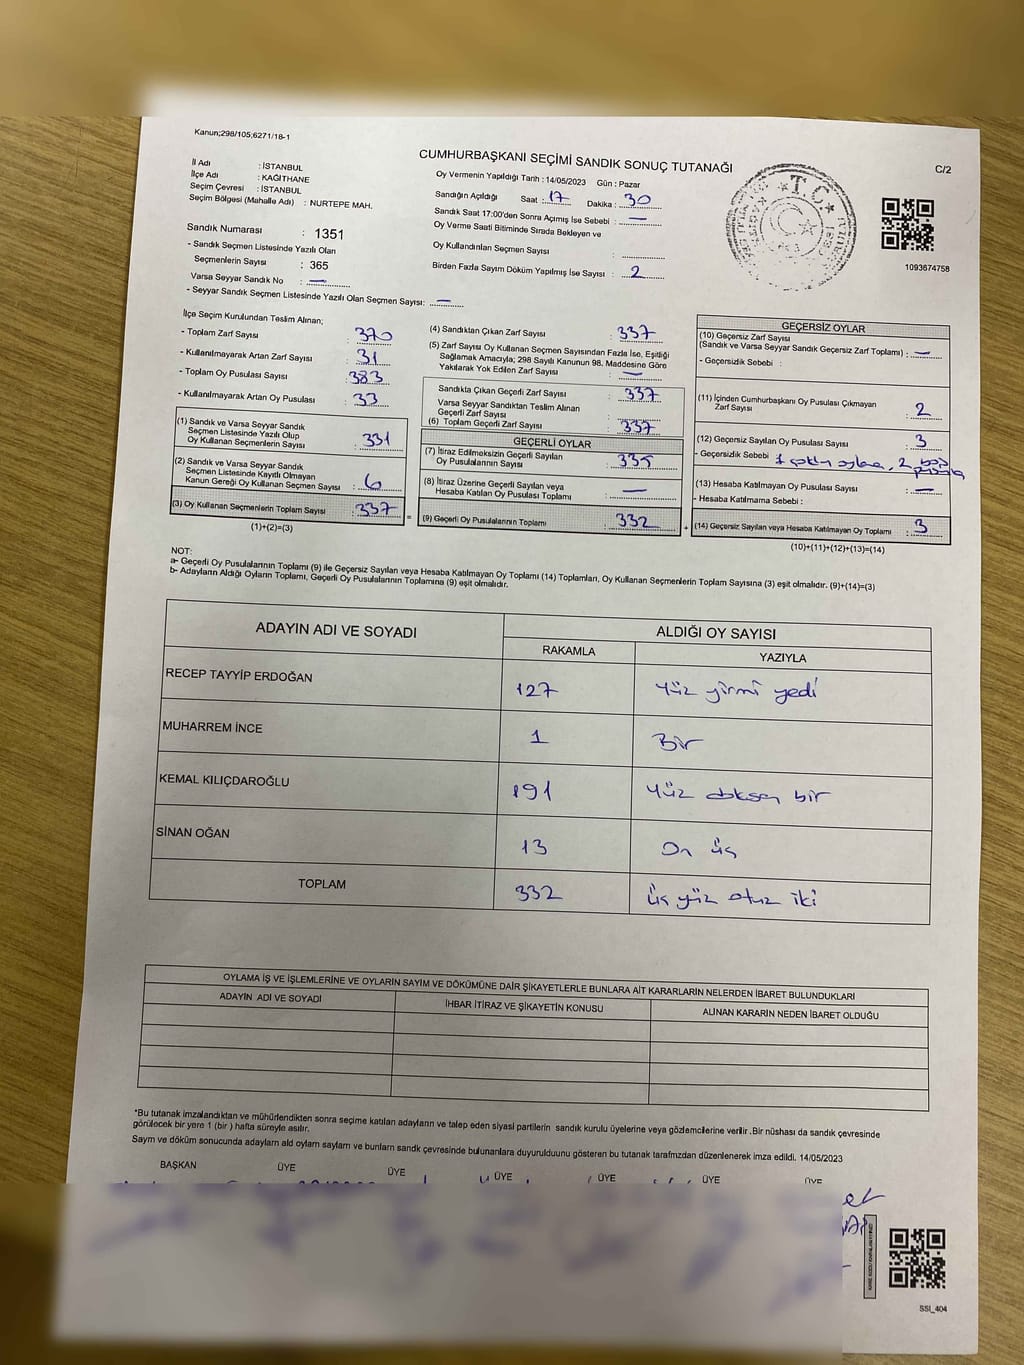 Kanun;298/105;6271/18-1
CUMHURBAŞKANI SEÇİMİ SANDIK SONUÇ TUTANAĞI
C/2
İl Adı : İSTANBUL
İlçe Adı : KAĞITHANE
Seçim Çevresi : İSTANBUL
Seçim Bölgesi (Mahalle Adı) : NURTEPE MAH.
Oy Vermenin Yapıldığı Tarih : 14/05/2023 Gün : Pazar
Sandığın Açıldığı Saat : 17 Dakika : 30
Sandık Saat 17:00'den Sonra Açımış İse Sebebi : —
Oy Verme Saati Bitiminde Sırada Bekleyen ve
Oy Kullandırılan Seçmen Sayısı :
Birden Fazla Sayım Döküm Yapılmış İse Sayısı : 2
T.C
1093674758
Sandık Numarası : 1351
- Sandık Seçmen Listesinde Yazılı Olan
Seçmenlerin Sayısı : 365
Varsa Seyyar Sandık No : —
- Seyyar Sandık Seçmen Listesinde Yazılı Olan Seçmen Sayısı: —
İlçe Seçim Kurulundan Teslim Alınan;
- Toplam Zarf Sayısı : 370
- Kullanılmayarak Artan Zarf Sayısı : 31
- Toplam Oy Pusulası Sayısı : 383
- Kullanılmayarak Artan Oy Pusulası : 33
(1) Sandık ve Varsa Seyyar Sandık
Seçmen Listesinde Yazılı Olup
Oy Kullanan Seçmenlerin Sayısı : 331
(2) Sandık ve Varsa Seyyar Sandık
Seçmen Listesinde Kayıtlı Olmayan
Kanun Gereği Oy Kullanan Seçmen Sayısı : 6
(3) Oy Kullanan Seçmenlerin Toplam Sayısı : 337
(1)+(2)=(3)
(4) Sandıktan Çıkan Zarf Sayısı : 337
(5) Zarf Sayısı Oy Kullanan Seçmen Sayısından Fazla İse, Eşitliği
Sağlamak Amacıyla; 298 Sayılı Kanunun 98. Maddesine Göre
Yakılarak Yok Edilen Zarf Sayısı : —
Sandıkta Çıkan Geçerli Zarf Sayısı : 337
Varsa Seyyar Sandıktan Teslim Alınan
Geçerli Zarf Sayısı :
(6) Toplam Geçerli Zarf Sayısı : 337
GEÇERLİ OYLAR
(7) İtiraz Edilmeksizin Geçerli Sayılan
Oy Pusulalarının Sayısı : 335
(8) İtiraz Üzerine Geçerli Sayılan veya
Hesaba Katılan Oy Pusulası Toplamı : —
= (9) Geçerli Oy Pusulalarının Toplamı : 332
GEÇERSİZ OYLAR
(10) Geçersiz Zarf Sayısı
(Sandık ve Varsa Seyyar Sandık Geçersiz Zarf Toplamı) : —
- Geçersizlik Sebebi :
(11) İçinden Cumhurbaşkanı Oy Pusulası Çıkmayan
Zarf Sayısı : 2
(12) Geçersiz Sayılan Oy Pusulası Sayısı : 3
- Geçersizlik Sebebi 1 çoklu oylama, 2 boş pusula
(13) Hesaba Katılmayan Oy Pusulası Sayısı : —
- Hesaba Katılmama Sebebi :
+ (14) Geçersiz Sayılan veya Hesaba Katılmayan Oy Toplamı : 3
(10)+(11)+(12)+(13)=(14)
NOT:
a- Geçerli Oy Pusulalarının Toplamı (9) ile Geçersiz Sayılan veya Hesaba Katılmayan Oy Toplamı (14) Toplamları, Oy Kullanan Seçmenlerin Toplam Sayısına (3) eşit olmalıdır. (9)+(14)=(3)
b- Adayların Aldığı Oyların Toplamı, Geçerli Oy Pusulalarının Toplamına (9) eşit olmalıdır.
ADAYIN ADI VE SOYADI ALDIĞI OY SAYISI
RAKAMLA YAZIYLA
RECEP TAYYİP ERDOĞAN 127 Yüz yirmi yedi
MUHARREM İNCE 1 Bir
KEMAL KILIÇDAROĞLU 191 Yüz doksan bir
SİNAN OĞAN 13 On üç
TOPLAM 332 üç yüz otuz iki
OYLAMA İŞ VE İŞLEMLERİNE VE OYLARIN SAYIM VE DÖKÜMÜNE DAİR ŞİKAYETLERLE BUNLARA AİT KARARLARIN NELERDEN İBARET BULUNDUKLARI
ADAYIN ADI VE SOYADI İHBAR İTİRAZ VE ŞİKAYETİN KONUSU ALINAN KARARIN NEDEN İBARET OLDUĞU
*Bu tutanak imzalandıktan ve mühürlendikten sonra seçime katılan adayların ve talep eden siyasi partilerin sandık kurulu üyelerine veya gözlemcilerine verilir .Bir nüshası da sandık çevresinde
görülecek bir yere 1 (bir ) hafta süreyle asılır.
Sayım ve döküm sonucunda adayların ald oyların sayların ve bunların sandk çevresinde bulunanlara duyurulduunu gösteren bu tutanak tarafmzdan düzenlenerek imza edildi. 14/05/2023
BAŞKAN ÜYE ÜYE ÜYE ÜYE ÜYE ÜYE
SSI_404